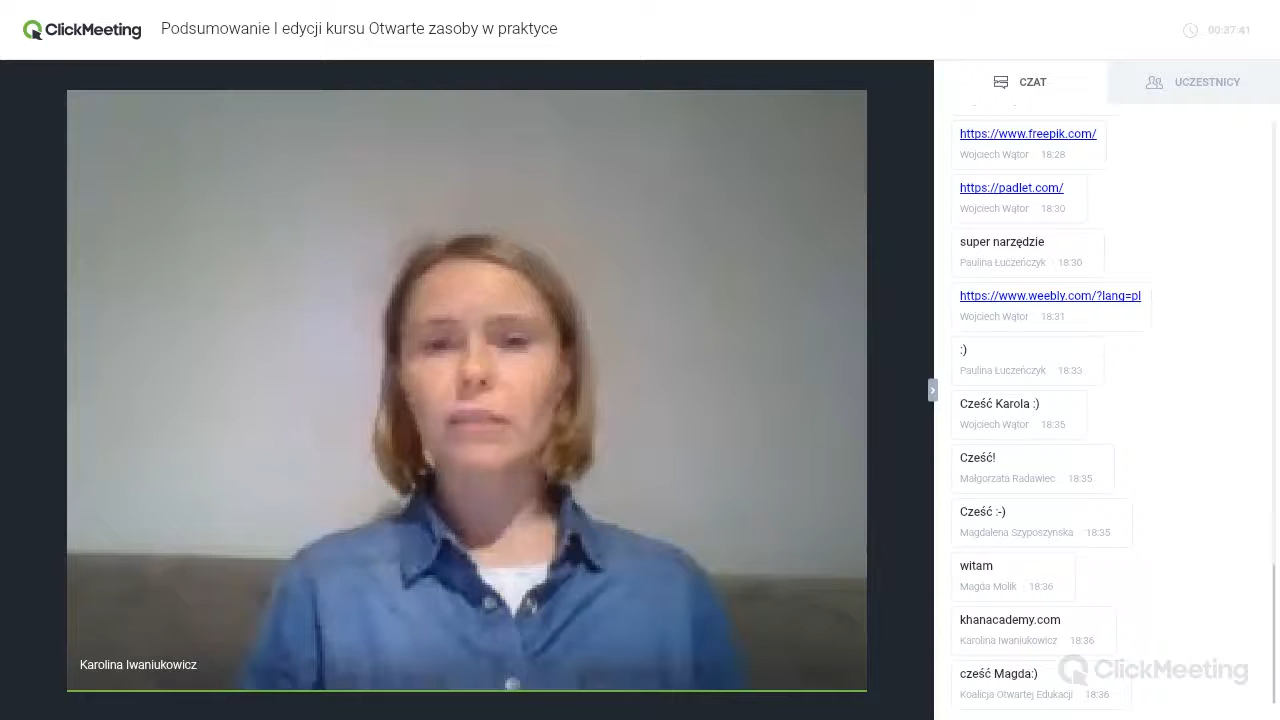 ClickMeeting
Podsumowanie I edycji kursu Otwarte zasoby w praktyce
00:37:41
CZAT
UCZESTNICY
https://www.freepik.com/
Wojciech Wątor 18:28
https://padlet.com/
Wojciech Wątor 18:30
super narzędzie
Paulina Łuczeńczyk 18:30
https://www.weebly.com/?lang=pl
Wojciech Wątor 18:31
:)
Paulina Łuczeńczyk 18:33
Cześć Karola :)
Wojciech Wątor 18:35
Cześć!
Małgorzata Radawiec 18:35
Cześć :-)
Magdalena Szyposzynska 18:35
witam
Magda Molik 18:36
khanacademy.com
Karolina Iwaniukowicz 18:36
cześć Magda:)
Koalicja Otwartej Edukacji 18:36
Karolina Iwaniukowicz
ClickMeeting